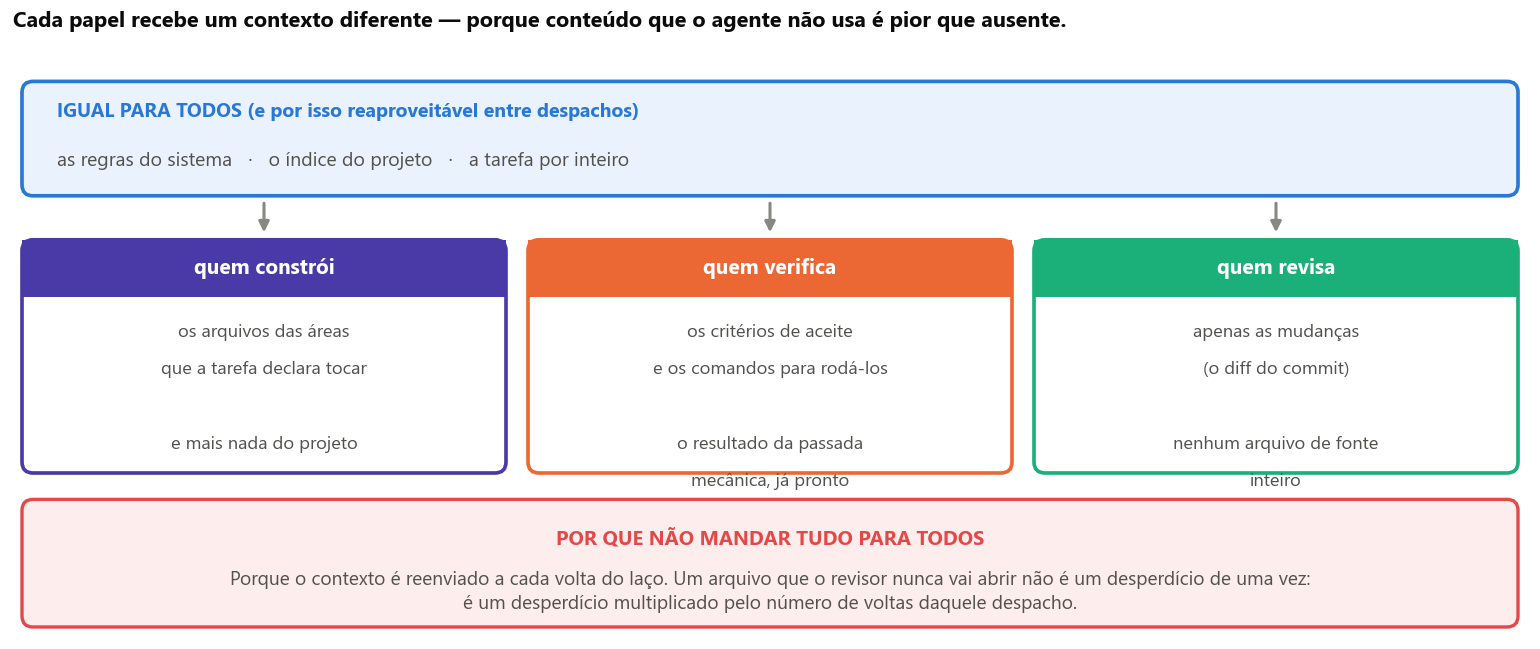 Cada papel recebe um contexto diferente — porque conteúdo que o agente não usa é pior que ausente.
IGUAL PARA TODOS (e por isso reaproveitável entre despachos)
as regras do sistema · o índice do projeto · a tarefa por inteiro
quem constrói
os arquivos das áreas
que a tarefa declara tocar
e mais nada do projeto
quem verifica
os critérios de aceite
e os comandos para rodá-los
o resultado da passada
mecânica, já pronto
quem revisa
apenas as mudanças
(o diff do commit)
nenhum arquivo de fonte
inteiro
POR QUE NÃO MANDAR TUDO PARA TODOS
Porque o contexto é reenviado a cada volta do laço. Um arquivo que o revisor nunca vai abrir não é um desperdício de uma vez:
é um desperdício multiplicado pelo número de voltas daquele despacho.